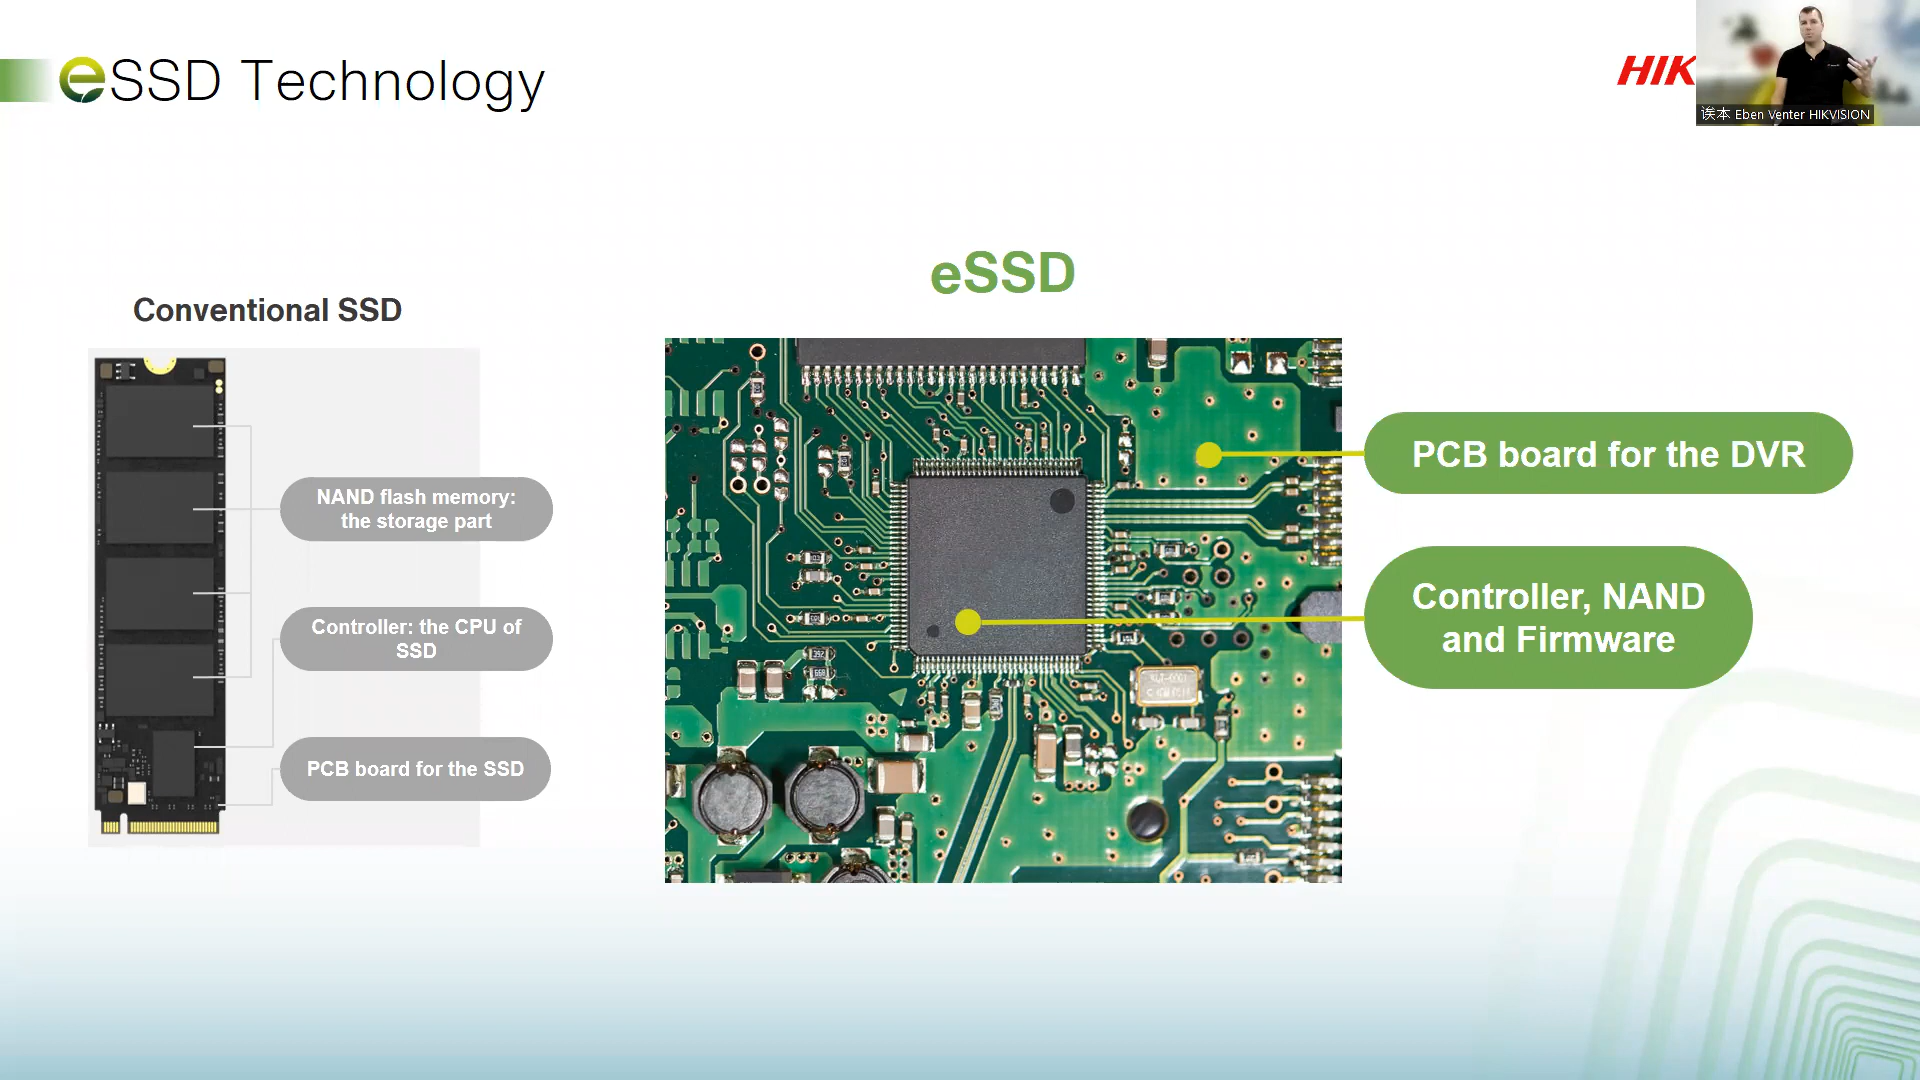 eSSD Technology
HIK
诶本 Eben Venter HIKVISION
eSSD
Conventional SSD
NAND flash memory:
the storage part
Controller: the CPU of
SSD
PCB board for the SSD
PCB board for the DVR
Controller, NAND
and Firmware